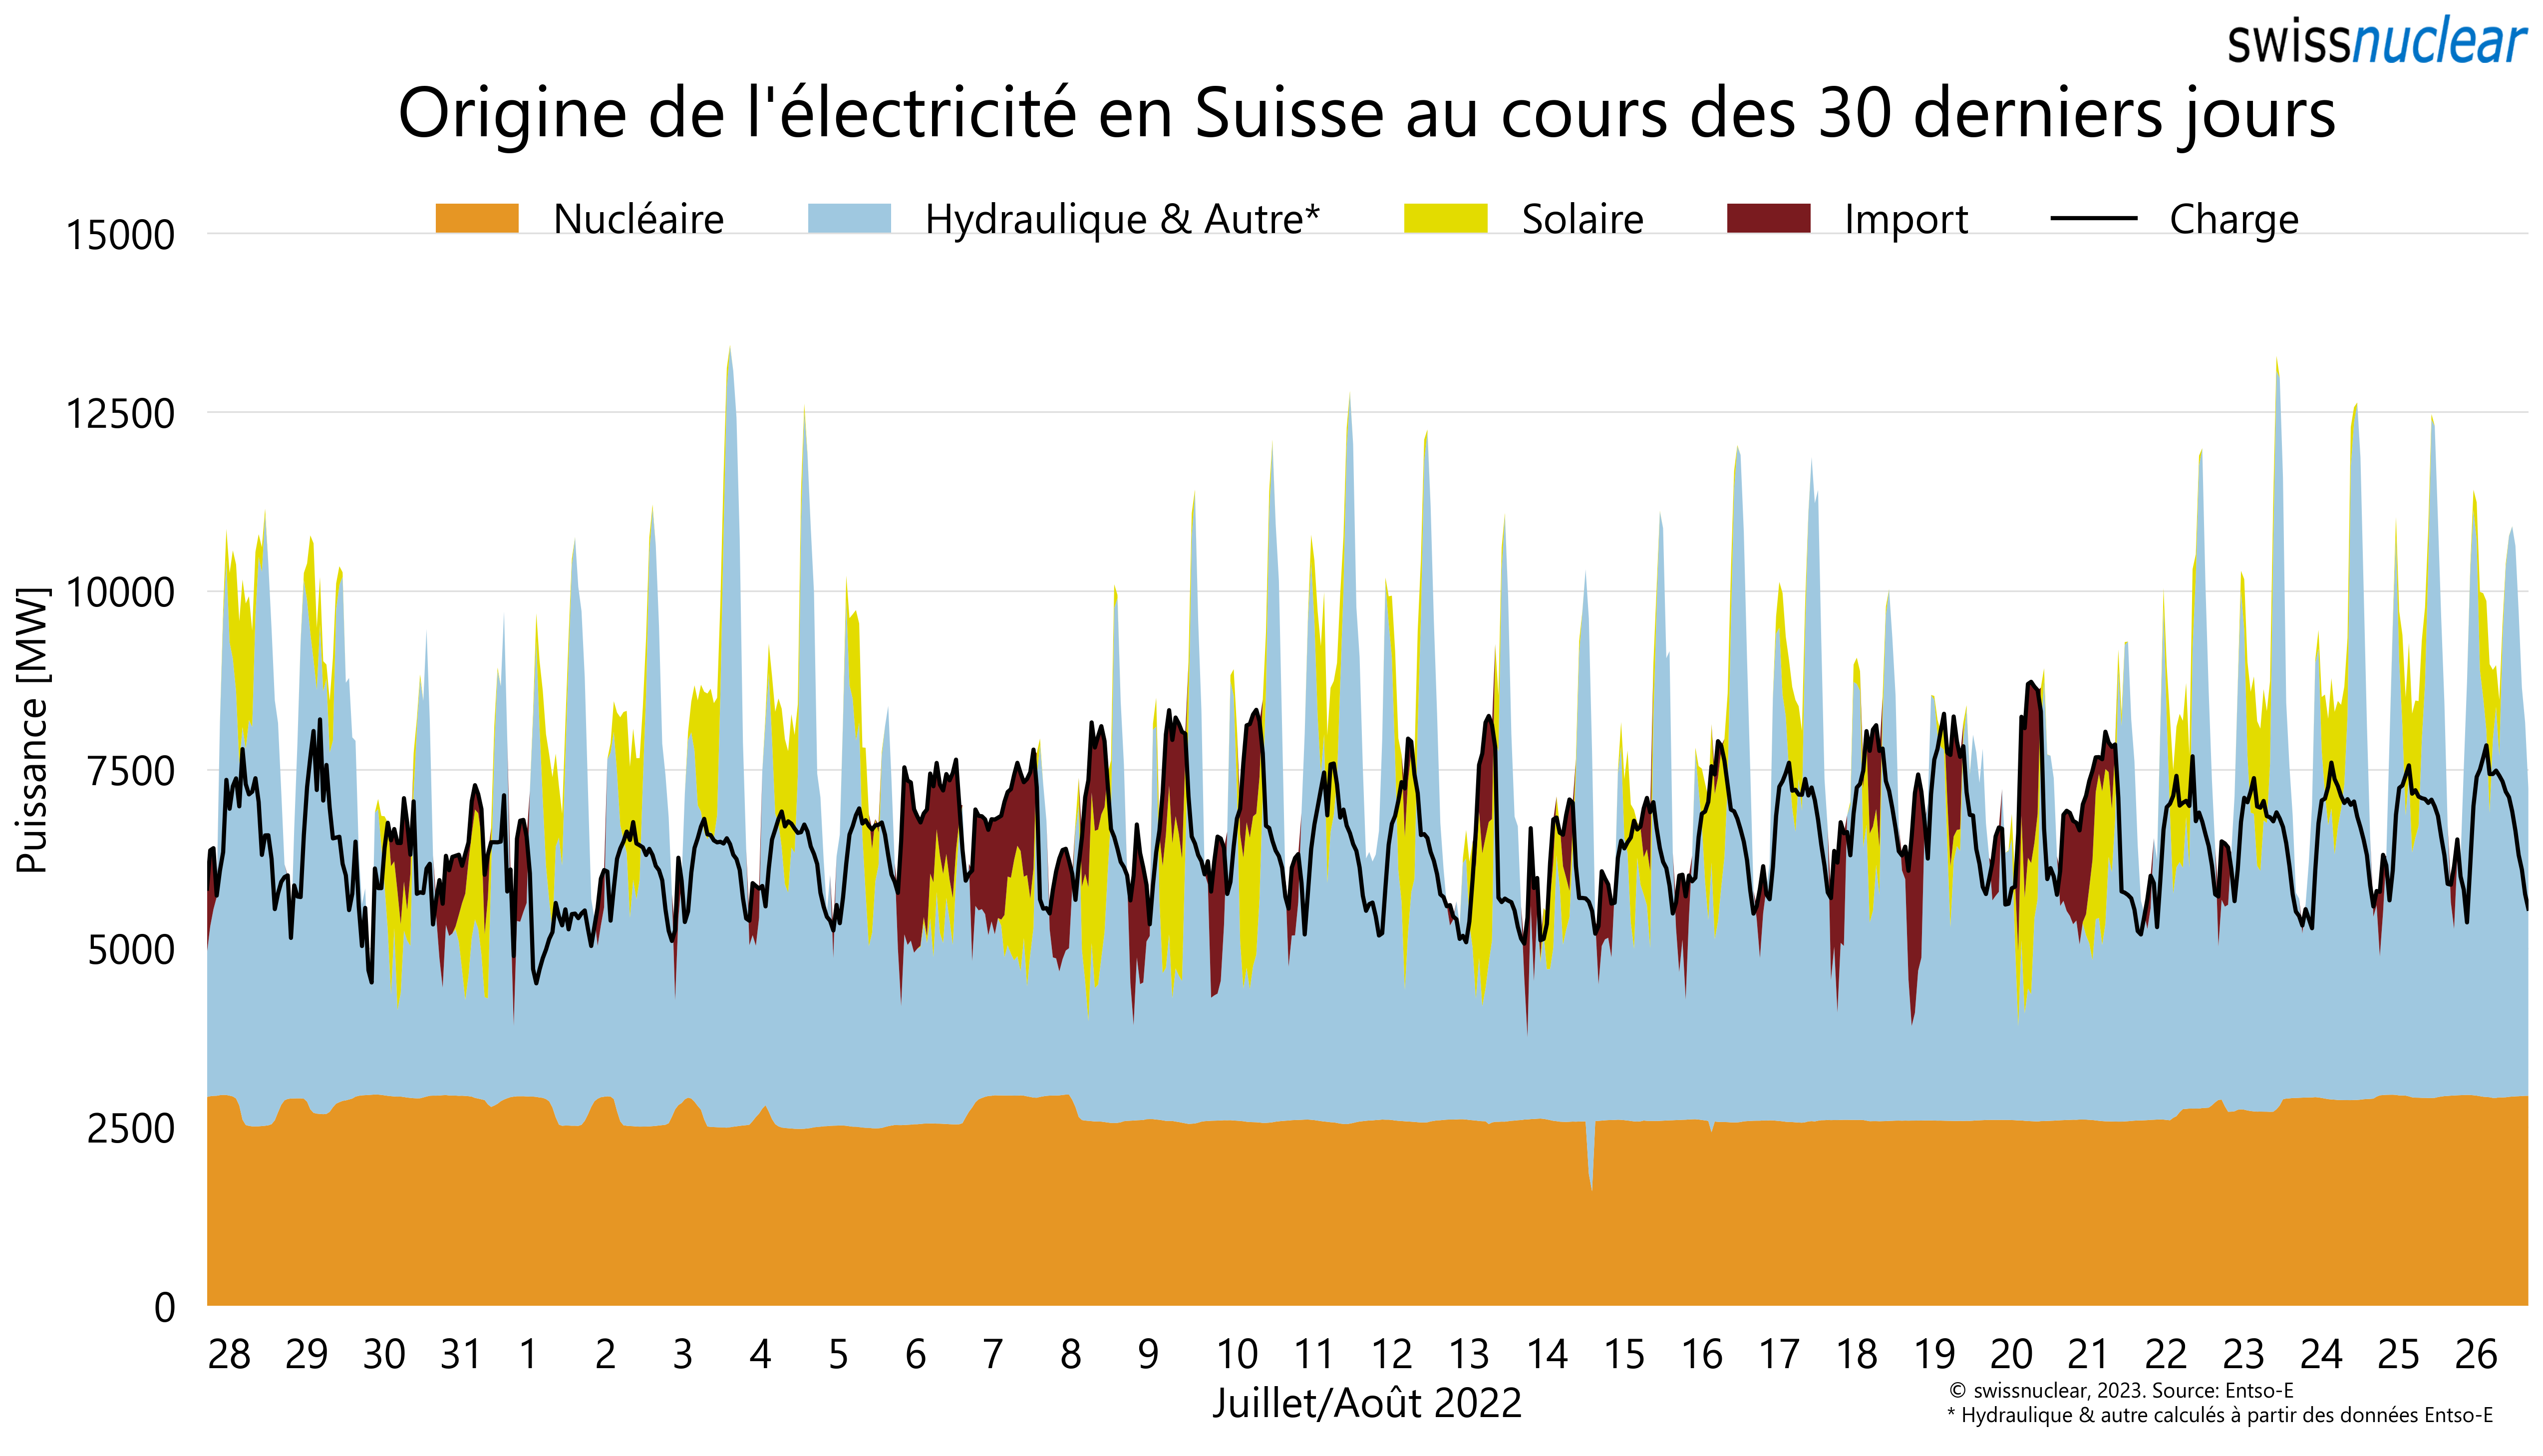 swissnuclear
Origine de l'électricité en Suisse au cours des 30 derniers jours
Nucléaire Hydraulique & Autre* Solaire Import Charge
15000
12500
10000
7500
5000
2500
0
Puissance [MW]
28 29 30 31 1 2 3 4 5 6 7 8 9 10 11 12 13 14 15 16 17 18 19 20 21 22 23 24 25 26
Juillet/Août 2022
© swissnuclear, 2023. Source: Entso-E
* Hydraulique & autre calculés à partir des données Entso-E